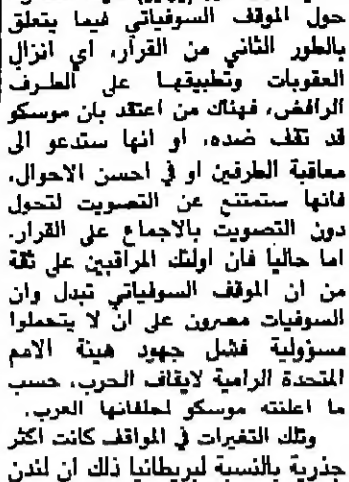 حول الموقف السوفياتي فيما يتعلق
بالطور الثاني من القرار، اي انزال
العقوبات وتطبيقها على الطرف
الرافض، فهناك من اعتقد بان موسكو
قد تقف ضده، او انها ستدعو الى
معاقبة الطرفين او في احسن الاحوال،
فانها ستمتنع عن التصويت لتحول
دون التصويت بالاجماع على القرار.
اما حالياً فان اولئك المراقبين على ثقة
من ان الموقف السوفياتي تبدل وان
السوفيات مصرون على ان لا يتحملوا
مسؤولية فشل جهود هيئة الامم
المتحدة الرامية لايقاف الحرب، حسب
ما اعلنته موسكو لحلفائها العرب.
وتلك التغيرات في المواقف كانت اكثر
جذرية بالنسبة لبريطانيا ذلك ان لندن